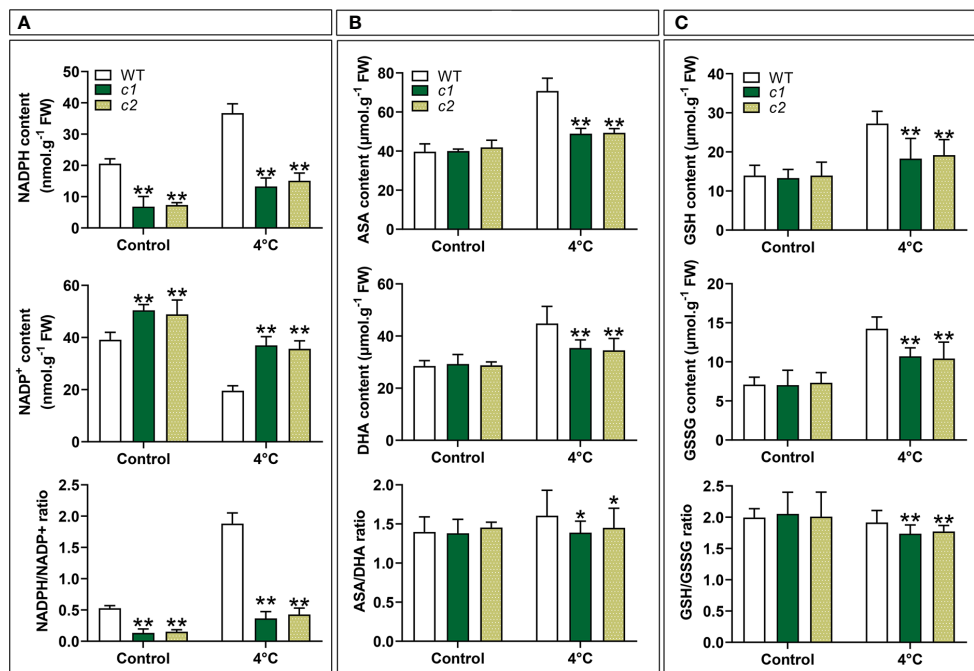 A
NADPH content
(nmol.g⁻¹ FW)
50
40
30
20
10
0
WT
c1
c2
**
**
**
**
Control
4°C
NADP⁺ content
(nmol.g⁻¹ FW)
60
40
20
0
**
**
**
**
Control
4°C
NADPH/NADP+ ratio
2.5
2.0
1.5
1.0
0.5
0.0
**
**
**
**
Control
4°C
B
ASA content (µmol.g⁻¹ FW)
80
60
40
20
0
WT
c1
c2
**
**
Control
4°C
DHA content (µmol.g⁻¹ FW)
60
40
20
0
**
**
Control
4°C
ASA/DHA ratio
2.0
1.5
1.0
0.5
0.0
*
*
Control
4°C
C
GSH content (µmol.g⁻¹ FW)
40
30
20
10
0
WT
c1
c2
**
**
Control
4°C
GSSG content (µmol.g⁻¹ FW)
20
15
10
5
0
**
**
Control
4°C
GSH/GSSG ratio
2.5
2.0
1.5
1.0
0.5
0.0
**
**
Control
4°C